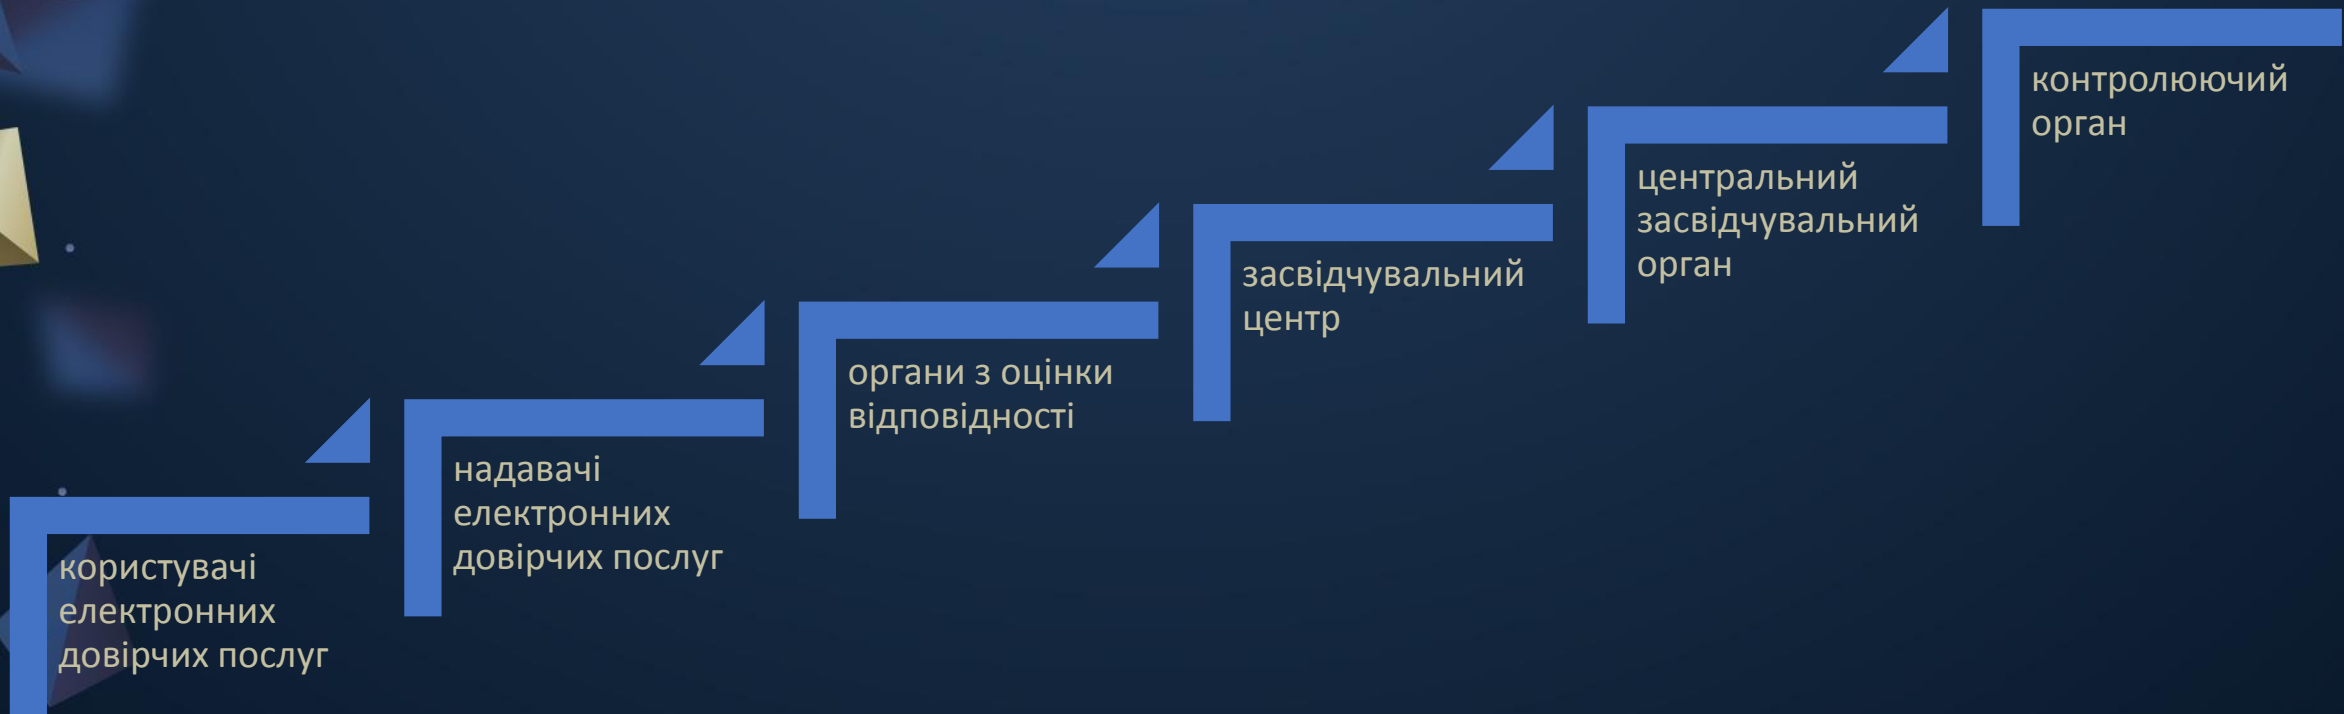 користувачі
електронних
довірчих послуг
надавачі
електронних
довірчих послуг
органи з оцінки
відповідності
засвідчувальний
центр
центральний
засвідчувальний
орган
контролюючий
орган